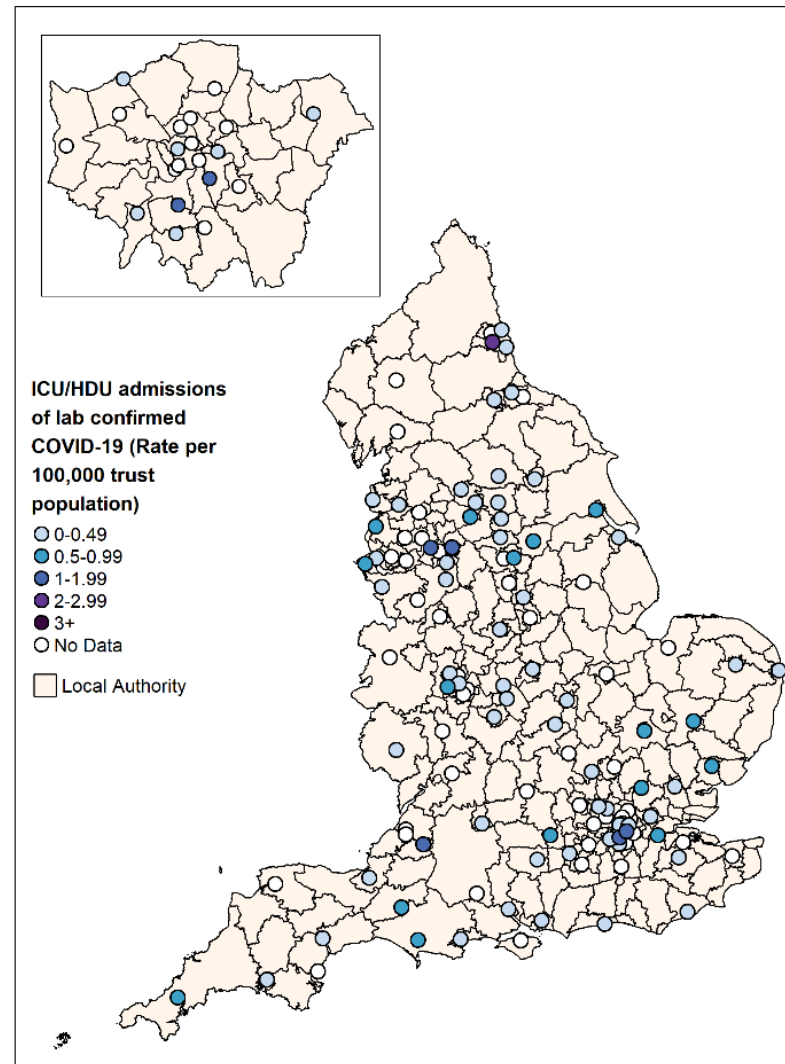 ICU/HDU admissions
of lab confirmed
COVID-19 (Rate per
100,000 trust
population)
0-0.49
0.5-0.99
1-1.99
2-2.99
3+
No Data
Local Authority